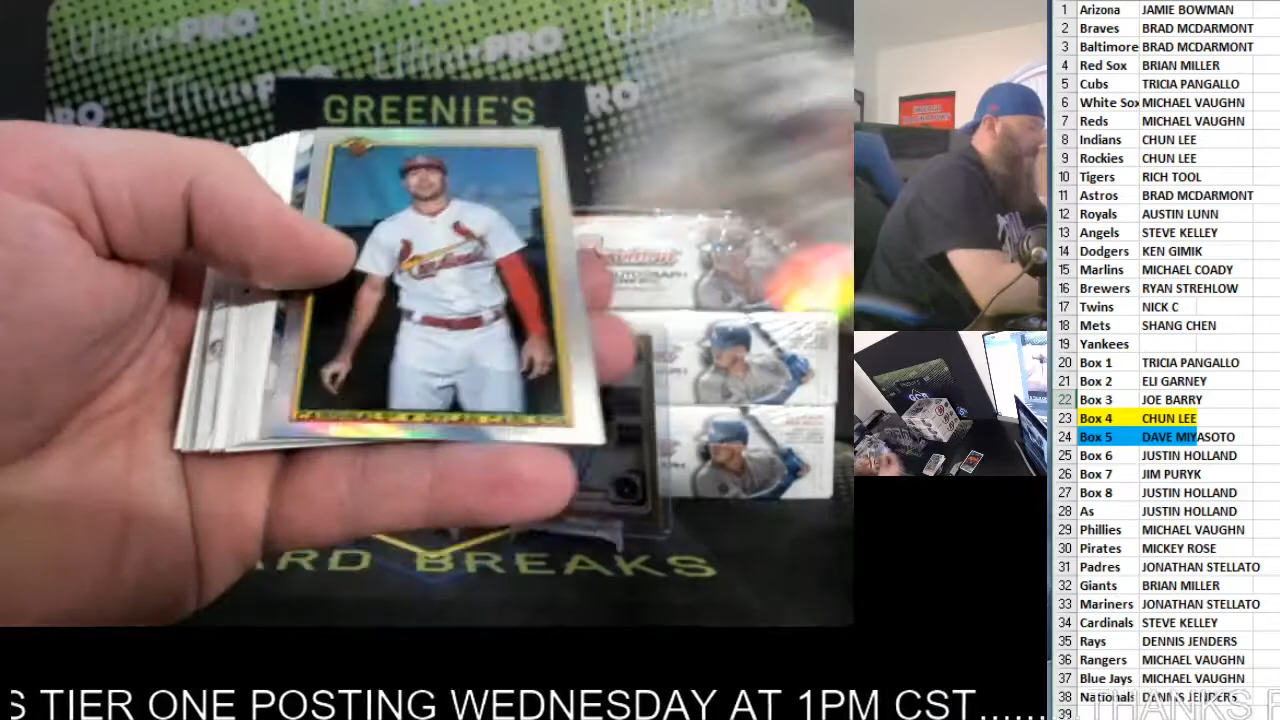 Ultra PRO
PRO
GREENIE'S
CARD BREAKS
1 Arizona JAMIE BOWMAN
2 Braves BRAD MCDARMONT
3 Baltimore BRAD MCDARMONT
4 Red Sox BRIAN MILLER
5 Cubs TRICIA PANGALLO
6 White Sox MICHAEL VAUGHN
7 Reds MICHAEL VAUGHN
8 Indians CHUN LEE
9 Rockies CHUN LEE
10 Tigers RICH TOOL
11 Astros BRAD MCDARMONT
12 Royals AUSTIN LUNN
13 Angels STEVE KELLEY
14 Dodgers KEN GIMIK
15 Marlins MICHAEL COADY
16 Brewers RYAN STREHLOW
17 Twins NICK C
18 Mets SHANG CHEN
19 Yankees
20 Box 1 TRICIA PANGALLO
21 Box 2 ELI GARNEY
22 Box 3 JOE BARRY
23 Box 4 CHUN LEE
24 Box 5 DAVE MIYASOTO
25 Box 6 JUSTIN HOLLAND
26 Box 7 JIM PURYK
27 Box 8 JUSTIN HOLLAND
28 As JUSTIN HOLLAND
29 Phillies MICHAEL VAUGHN
30 Pirates MICKEY ROSE
31 Padres JONATHAN STELLATO
32 Giants BRIAN MILLER
33 Mariners JONATHAN STELLATO
34 Cardinals STEVE KELLEY
35 Rays DENNIS JENDERS
36 Rangers MICHAEL VAUGHN
37 Blue Jays MICHAEL VAUGHN
38 Nationals DENNIS JENDERS
39
S TIER ONE POSTING WEDNESDAY AT 1PM CST.......THANKS F